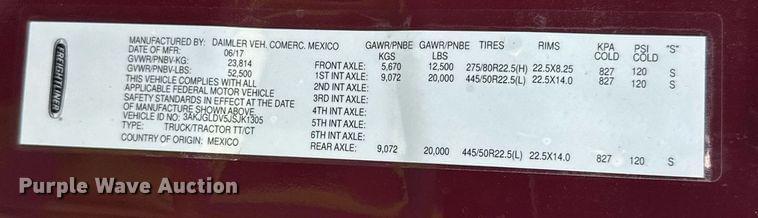 FREIGHTLINER
MANUFACTURED BY: DAIMLER VEH. COMERC. MEXICO
DATE OF MFR: 06/17
GVWR/PNBV-KG: 23,814
GVWR/PNBV-LBS: 52,500
THIS VEHICLE COMPLIES WITH ALL
APPLICABLE FEDERAL MOTOR VEHICLE
SAFETY STANDARDS IN EFFECT AT THE DATE
OF MANUFACTURE SHOWN ABOVE.
VEHICLE ID NO: 3AKJGLDV5JSJK1305
TYPE: TRUCK/TRACTOR TT/CT
COUNTRY OF ORIGIN: MEXICO
GAWR/PNBE KGS GAWR/PNBE LBS TIRES RIMS KPA COLD PSI COLD "S"
FRONT AXLE: 5,670 12,500 275/80R22.5(H) 22.5X8.25 827 120 S
1ST INT AXLE: 9,072 20,000 445/50R22.5(L) 22.5X14.0 827 120 S
2ND INT AXLE:
3RD INT AXLE:
4TH INT AXLE:
5TH INT AXLE:
6TH INT AXLE:
REAR AXLE: 9,072 20,000 445/50R22.5(L) 22.5X14.0 827 120 S
Purple Wave Auction